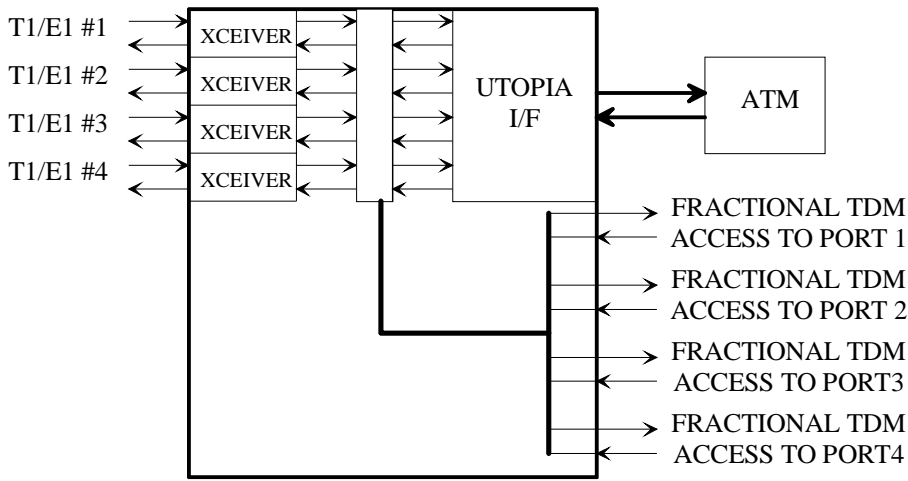 T1/E1 #1
T1/E1 #2
T1/E1 #3
T1/E1 #4
XCEIVER
XCEIVER
XCEIVER
XCEIVER
UTOPIA
I/F
ATM
FRACTIONAL TDM
ACCESS TO PORT 1
FRACTIONAL TDM
ACCESS TO PORT 2
FRACTIONAL TDM
ACCESS TO PORT3
FRACTIONAL TDM
ACCESS TO PORT4